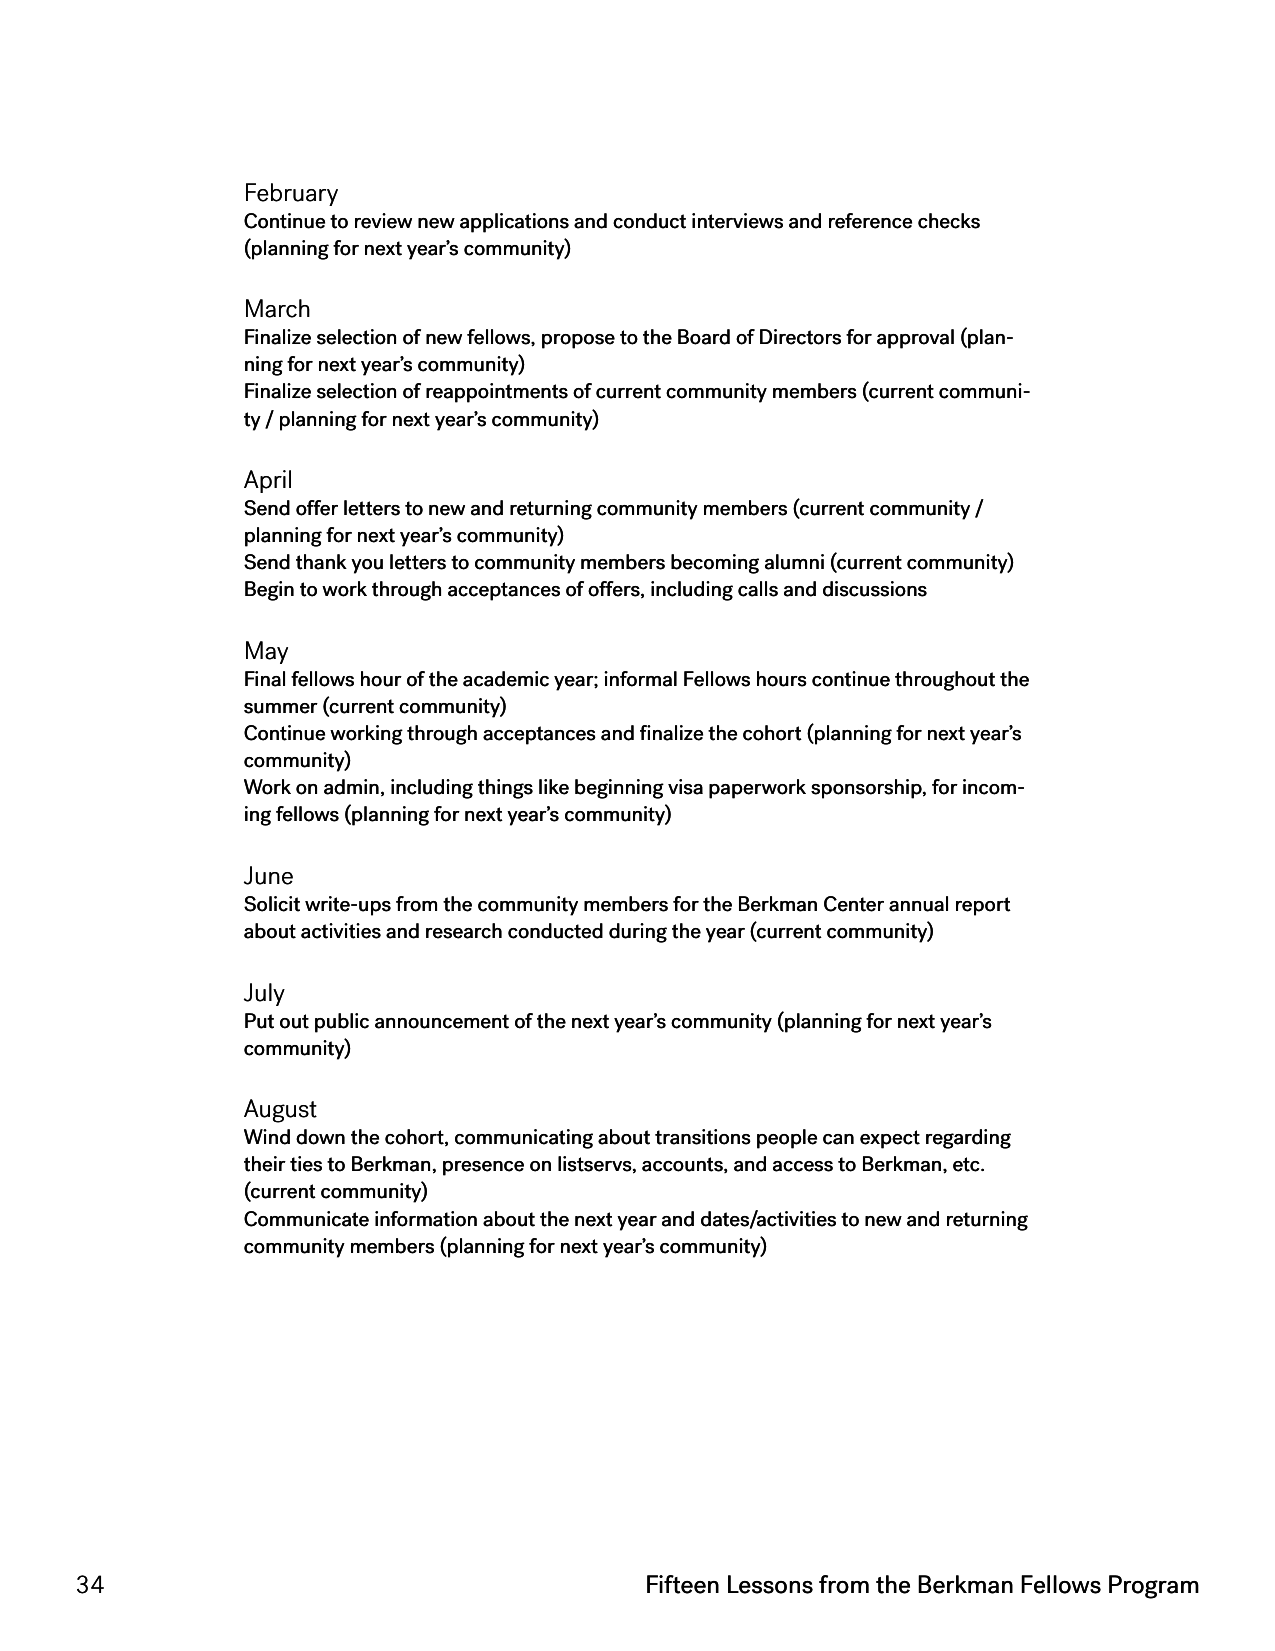 February
Continue to review new applications and conduct interviews and reference checks
(planning for next year’s community)
March
Finalize selection of new fellows, propose to the Board of Directors for approval (plan-
ning for next year’s community)
Finalize selection of reappointments of current community members (current communi-
ty / planning for next year’s community)
April
Send offer letters to new and returning community members (current community /
planning for next year’s community)
Send thank you letters to community members becoming alumni (current community)
Begin to work through acceptances of offers, including calls and discussions
May
Final fellows hour of the academic year; informal Fellows hours continue throughout the
summer (current community)
Continue working through acceptances and finalize the cohort (planning for next year’s
community)
Work on admin, including things like beginning visa paperwork sponsorship, for incom-
ing fellows (planning for next year’s community)
June
Solicit write-ups from the community members for the Berkman Center annual report
about activities and research conducted during the year (current community)
July
Put out public announcement of the next year’s community (planning for next year’s
community)
August
Wind down the cohort, communicating about transitions people can expect regarding
their ties to Berkman, presence on listservs, accounts, and access to Berkman, etc.
(current community)
Communicate information about the next year and dates/activities to new and returning
community members (planning for next year’s community)
34
Fifteen Lessons from the Berkman Fellows Program